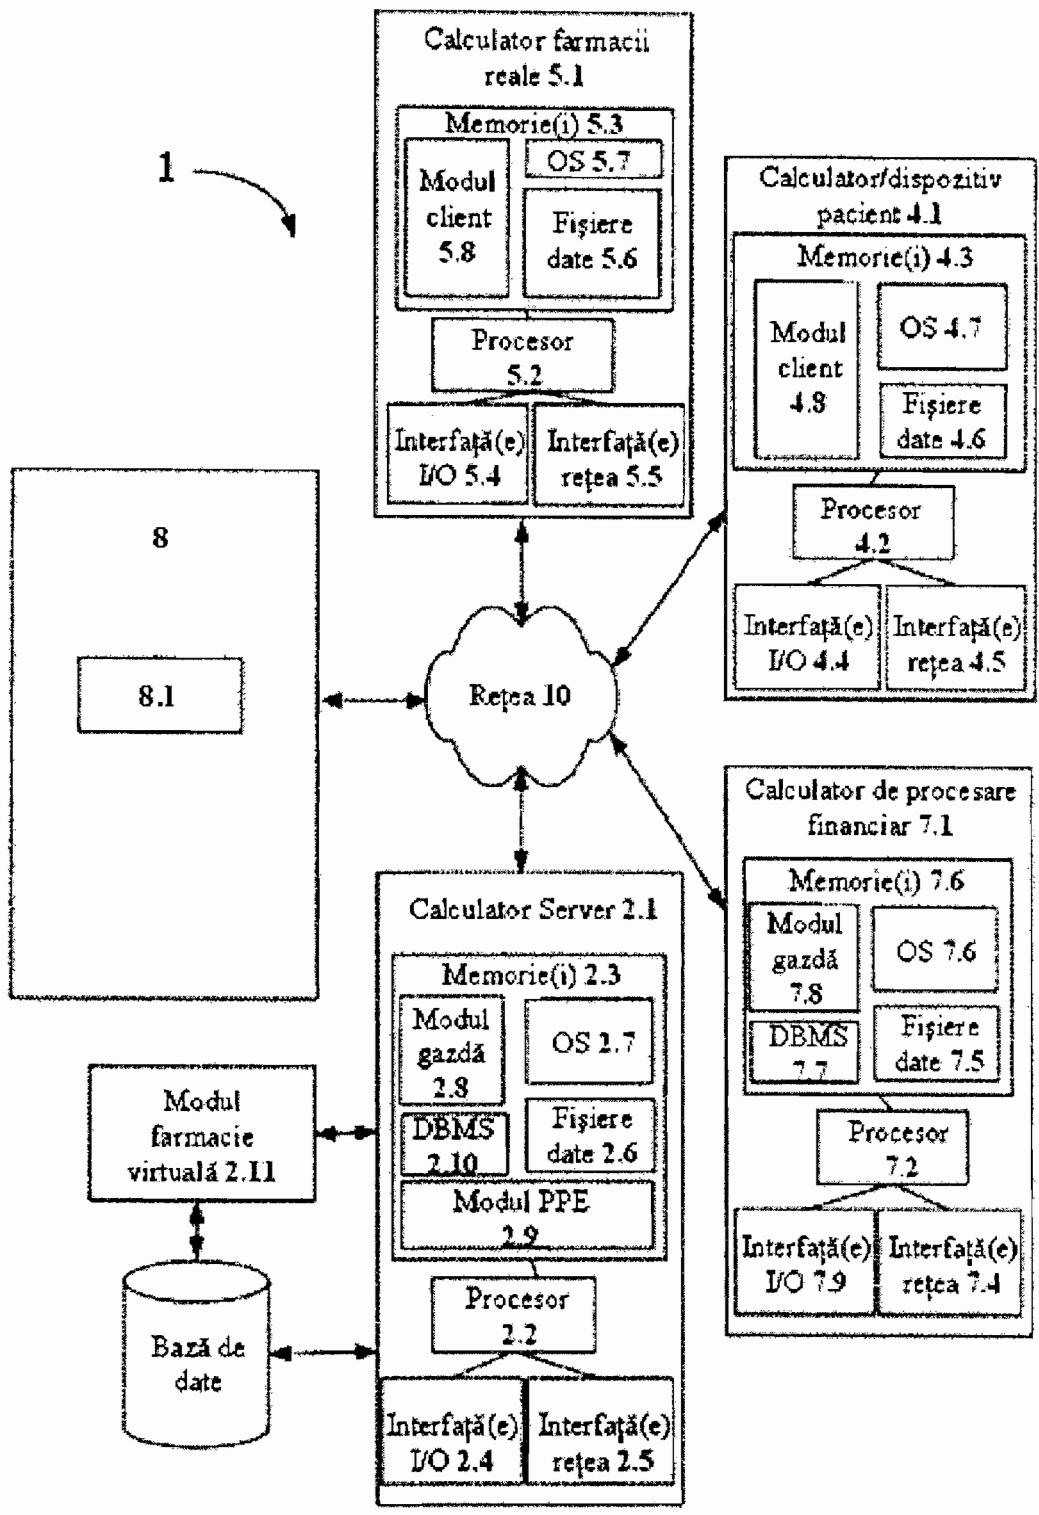 Calculator farmacii
reale 5.1
Memorie(i) 5.3
Modul
client
5.8
OS 5.7
Fişiere
date 5.6
Procesor
5.2
Interfaţă(e)
I/O 5.4
Interfaţă(e)
reţea 5.5
1
Calculator/dispozitiv
pacient 4.1
Memorie(i) 4.3
Modul
client
4.8
OS 4.7
Fişiere
date 4.6
Procesor
4.2
Interfaţă(e)
I/O 4.4
Interfaţă(e)
reţea 4.5
8
8.1
Reţea 10
Calculator de procesare
financiar 7.1
Memorie(i) 7.6
Modul
gazdă
7.8
OS 7.6
DBMS
7.7
Fişiere
date 7.5
Procesor
7.2
Interfaţă(e)
I/O 7.9
Interfaţă(e)
reţea 7.4
Calculator Server 2.1
Memorie(i) 2.3
Modul
gazdă
2.8
OS 2.7
DBMS
2.10
Fişiere
date 2.6
Modul PPE
2.9
Procesor
2.2
Interfaţă(e)
I/O 2.4
Interfaţă(e)
reţea 2.5
Modul
farmacie
virtuală 2.11
Bază de
date